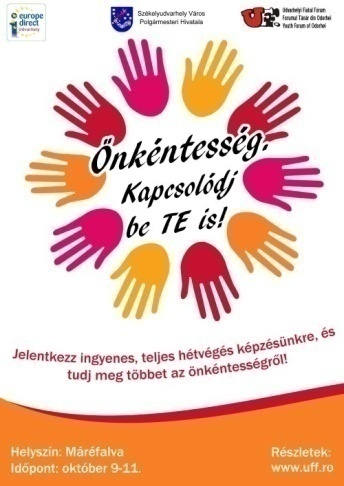 europe
direct
Udvarhely
Székelyudvarhely Város
Polgármesteri Hivatala
UFF
Udvarhelyi Fiatal Forum
Forumul Tânăr din Odorhei
Youth Forum of Odorhei
Önkéntesség.
Kapcsolódj
be TE is!
Jelentkezz ingyenes, teljes hétvégés képzésünkre, és
tudj meg többet az önkéntességről!
Helyszín: Máréfalva
Időpont: október 9-11.
Részletek:
www.uff.ro